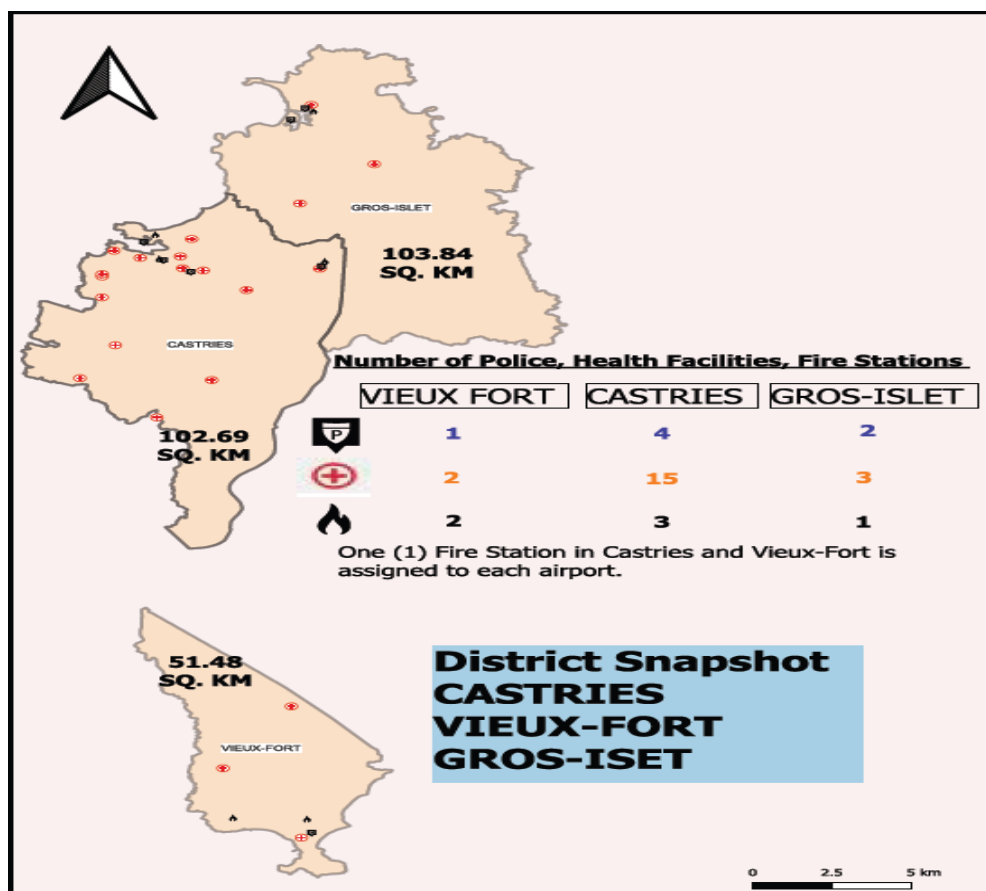 GROS-ISLET
103.84
SQ. KM
CASTRIES
102.69
SQ. KM
Number of Police, Health Facilities, Fire Stations
VIEUX FORT CASTRIES GROS-ISLET
P 1 4 2
2 15 3
2 3 1
One (1) Fire Station in Castries and Vieux-Fort is
assigned to each airport.
51.48
SQ. KM
VIEUX-FORT
District Snapshot
CASTRIES
VIEUX-FORT
GROS-ISET
0 2.5 5 km